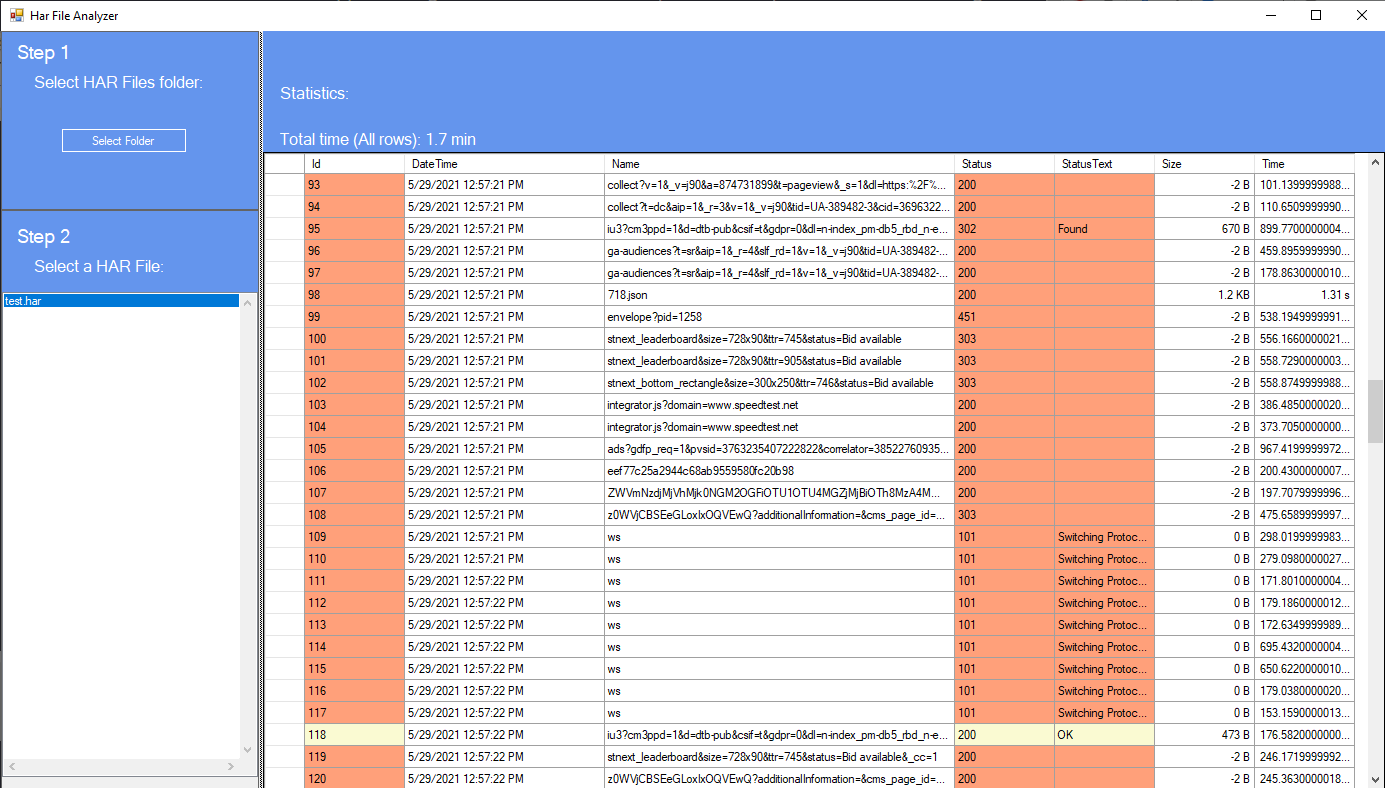 Har File Analyzer
Step 1
Select HAR Files folder:
Select Folder
Step 2
Select a HAR File:
test.har
Statistics:
Total time (All rows): 1.7 min
Id DateTime Name Status StatusText Size Time
93 5/29/2021 12:57:21 PM collect?v=1&_v=j90&a=874731899&t=pageview&_s=1&dl=https:%2F%... 200 -2 B 101.1399999988...
94 5/29/2021 12:57:21 PM collect?t=dc&aip=1&_r=3&v=1&_v=j90&tid=UA-389482-3&cid=3696322... 200 -2 B 110.6509999990...
95 5/29/2021 12:57:21 PM iu3?cm3ppd=1&d=dtb-pub&csif=t&gdpr=0&dl=n-index_pm-db5_rbd_n-e... 302 Found 670 B 899.7700000004...
96 5/29/2021 12:57:21 PM ga-audiences?t=sr&aip=1&_r=4&slf_rd=1&v=1&_v=j90&tid=UA-389482-... 200 -2 B 459.8959999990...
97 5/29/2021 12:57:21 PM ga-audiences?t=sr&aip=1&_r=4&slf_rd=1&v=1&_v=j90&tid=UA-389482-... 200 -2 B 178.8630000010...
98 5/29/2021 12:57:21 PM 718.json 200 1.2 KB 1.31 s
99 5/29/2021 12:57:21 PM envelope?pid=1258 451 -2 B 538.1949999991...
100 5/29/2021 12:57:21 PM stnext_leaderboard&size=728x90&ttr=745&status=Bid available 303 -2 B 556.1660000021...
101 5/29/2021 12:57:21 PM stnext_leaderboard&size=728x90&ttr=905&status=Bid available 303 -2 B 558.7290000003...
102 5/29/2021 12:57:21 PM stnext_bottom_rectangle&size=300x250&ttr=746&status=Bid available 303 -2 B 558.8749999988...
103 5/29/2021 12:57:21 PM integrator.js?domain=www.speedtest.net 200 -2 B 386.4850000020...
104 5/29/2021 12:57:21 PM integrator.js?domain=www.speedtest.net 200 -2 B 373.7050000000...
105 5/29/2021 12:57:21 PM ads?gdfp_req=1&pvsid=3763235407222822&correlator=38522760935... 200 -2 B 967.4199999972...
106 5/29/2021 12:57:21 PM eef77c25a2944c68ab9559580fc20b98 200 -2 B 200.4300000007...
107 5/29/2021 12:57:21 PM ZWVmNzdjMjVhMjk0NGM2OGFiOTU1OTU4MGZjMjBiOTh8MzA4M... 200 -2 B 197.7079999996...
108 5/29/2021 12:57:21 PM z0WVjCBSEeGLoxIxOQVEwQ?additionalInformation=&cms_page_id=... 303 -2 B 475.6589999997...
109 5/29/2021 12:57:21 PM ws 101 Switching Protoc... 0 B 298.0199999983...
110 5/29/2021 12:57:21 PM ws 101 Switching Protoc... 0 B 279.0980000027...
111 5/29/2021 12:57:22 PM ws 101 Switching Protoc... 0 B 171.8010000004...
112 5/29/2021 12:57:22 PM ws 101 Switching Protoc... 0 B 179.1860000012...
113 5/29/2021 12:57:22 PM ws 101 Switching Protoc... 0 B 172.6349999989...
114 5/29/2021 12:57:22 PM ws 101 Switching Protoc... 0 B 695.4320000004...
115 5/29/2021 12:57:22 PM ws 101 Switching Protoc... 0 B 650.6220000010...
116 5/29/2021 12:57:22 PM ws 101 Switching Protoc... 0 B 179.0380000020...
117 5/29/2021 12:57:22 PM ws 101 Switching Protoc... 0 B 153.1590000013...
118 5/29/2021 12:57:22 PM iu3?cm3ppd=1&d=dtb-pub&csif=t&gdpr=0&dl=n-index_pm-db5_rbd_n-e... 200 OK 473 B 176.5820000000...
119 5/29/2021 12:57:22 PM stnext_leaderboard&size=728x90&ttr=745&status=Bid available&_cc=1 200 -2 B 246.1719999992...
120 5/29/2021 12:57:22 PM z0WVjCBSEeGLoxIxOQVEwQ?additionalInformation=&cms_page_id=... 200 -2 B 245.3630000018...